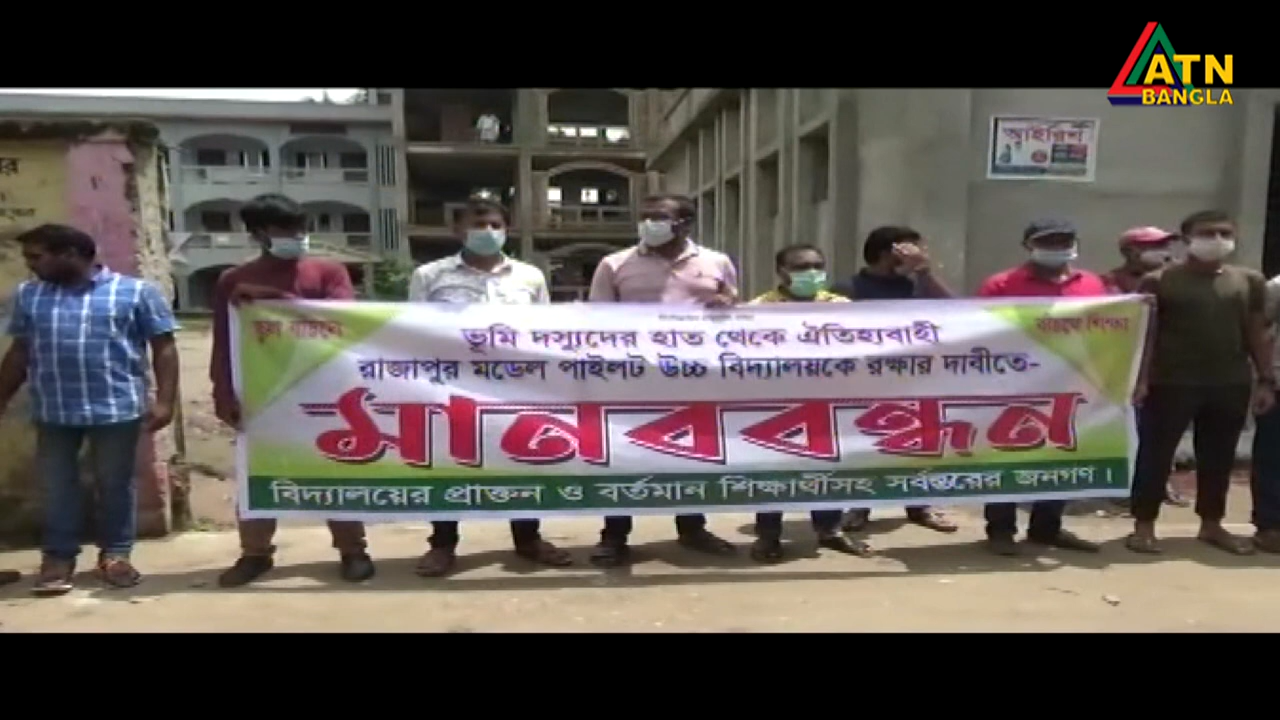 ATN
BANGLA
আইরিশ
ভূয়া বাহিনে
বাঁচাও শিক্ষা
ভূমি দস্যুদের হাত থেকে ঐতিহ্যবাহী
রাজাপুর মডেল পাইলট উচ্চ বিদ্যালয়কে রক্ষার দাবীতে-
মানববন্ধন
বিদ্যালয়ের প্রাক্তন ও বর্তমান শিক্ষার্থীসহ সর্বস্তরের জনগণ।